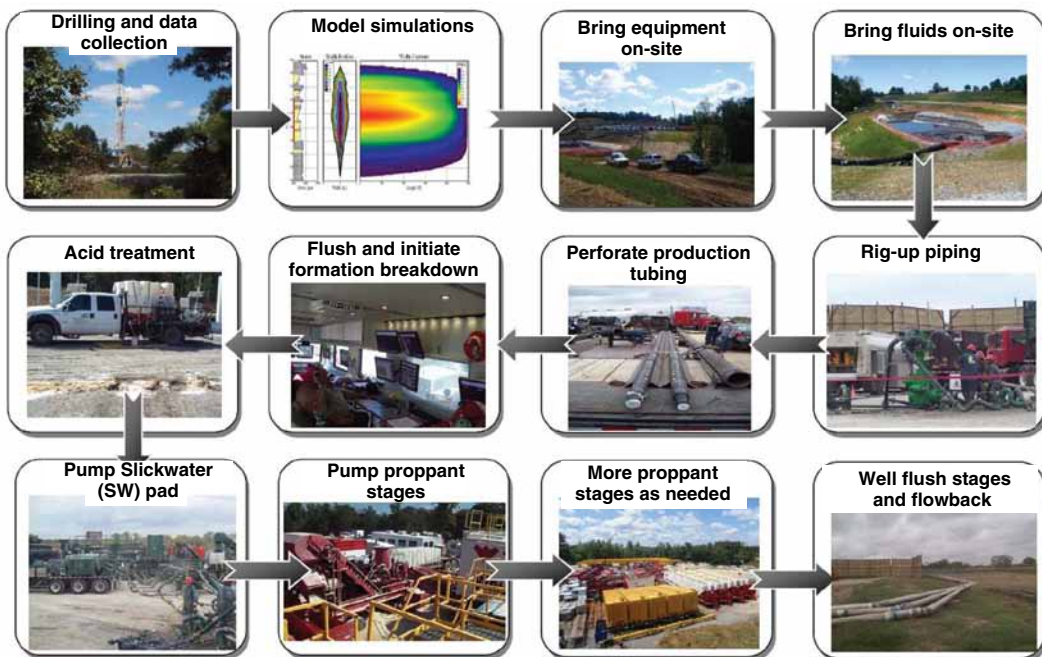 Drilling and data
collection
Model simulations
Bring equipment
on-site
Bring fluids on-site
Rig-up piping
Perforate production
tubing
Flush and initiate
formation breakdown
Acid treatment
Pump Slickwater
(SW) pad
Pump proppant
stages
More proppant
stages as needed
Well flush stages
and flowback